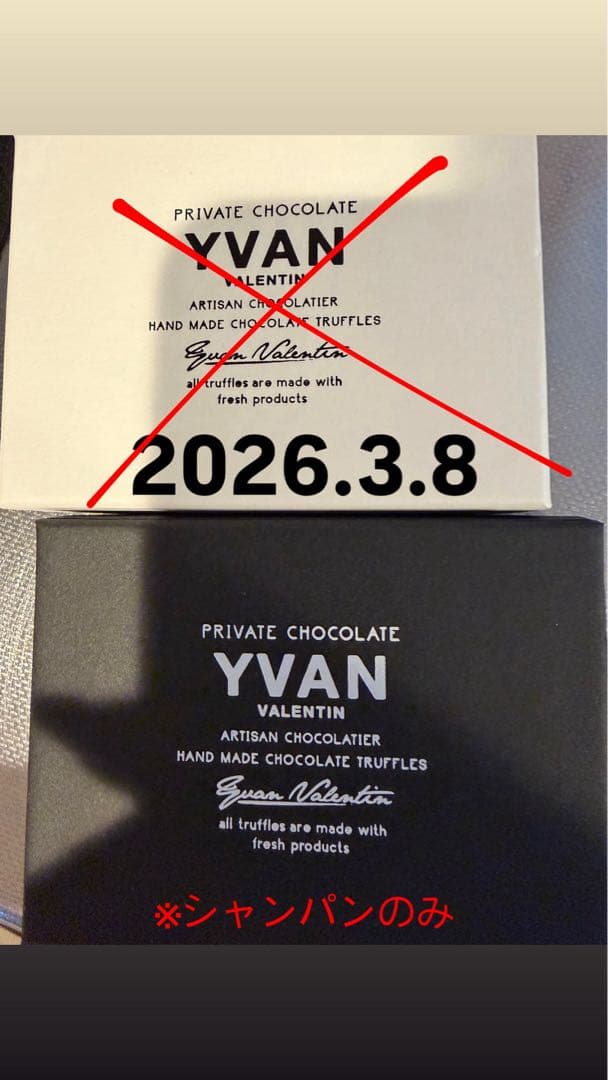 PRIVATE CHOCOLATE
YVAN
VALENTIN
ARTISAN CHOCOLATIER
HAND MADE CHOCOLATE TRUFFLES
Yvan Valentin
all truffles are made with
fresh products
2026.3.8
PRIVATE CHOCOLATE
YVAN
VALENTIN
ARTISAN CHOCOLATIER
HAND MADE CHOCOLATE TRUFFLES
Yvan Valentin
all truffles are made with
fresh products
※シャンパンのみ